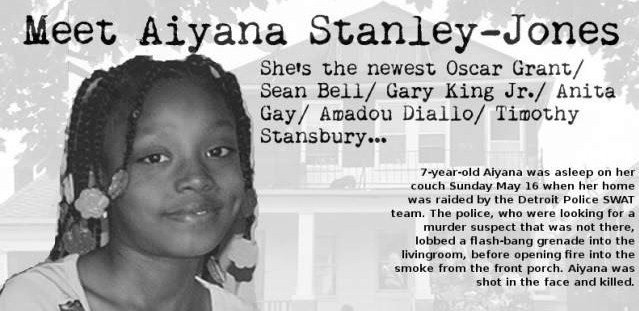 Meet Aiyana Stanley-Jones
She's the newest Oscar Grant/
Sean Bell/ Gary King Jr./ Anita
Gay/ Amadou Diallo/ Timothy
Stansbury...
7-year-old Aiyana was asleep on her
couch Sunday May 16 when her home
was raided by the Detroit Police SWAT
team. The police, who were looking for a
murder suspect that was not there,
lobbed a flash-bang grenade into the
livingroom, before opening fire into the
smoke from the front porch. Aiyana was
shot in the face and killed.